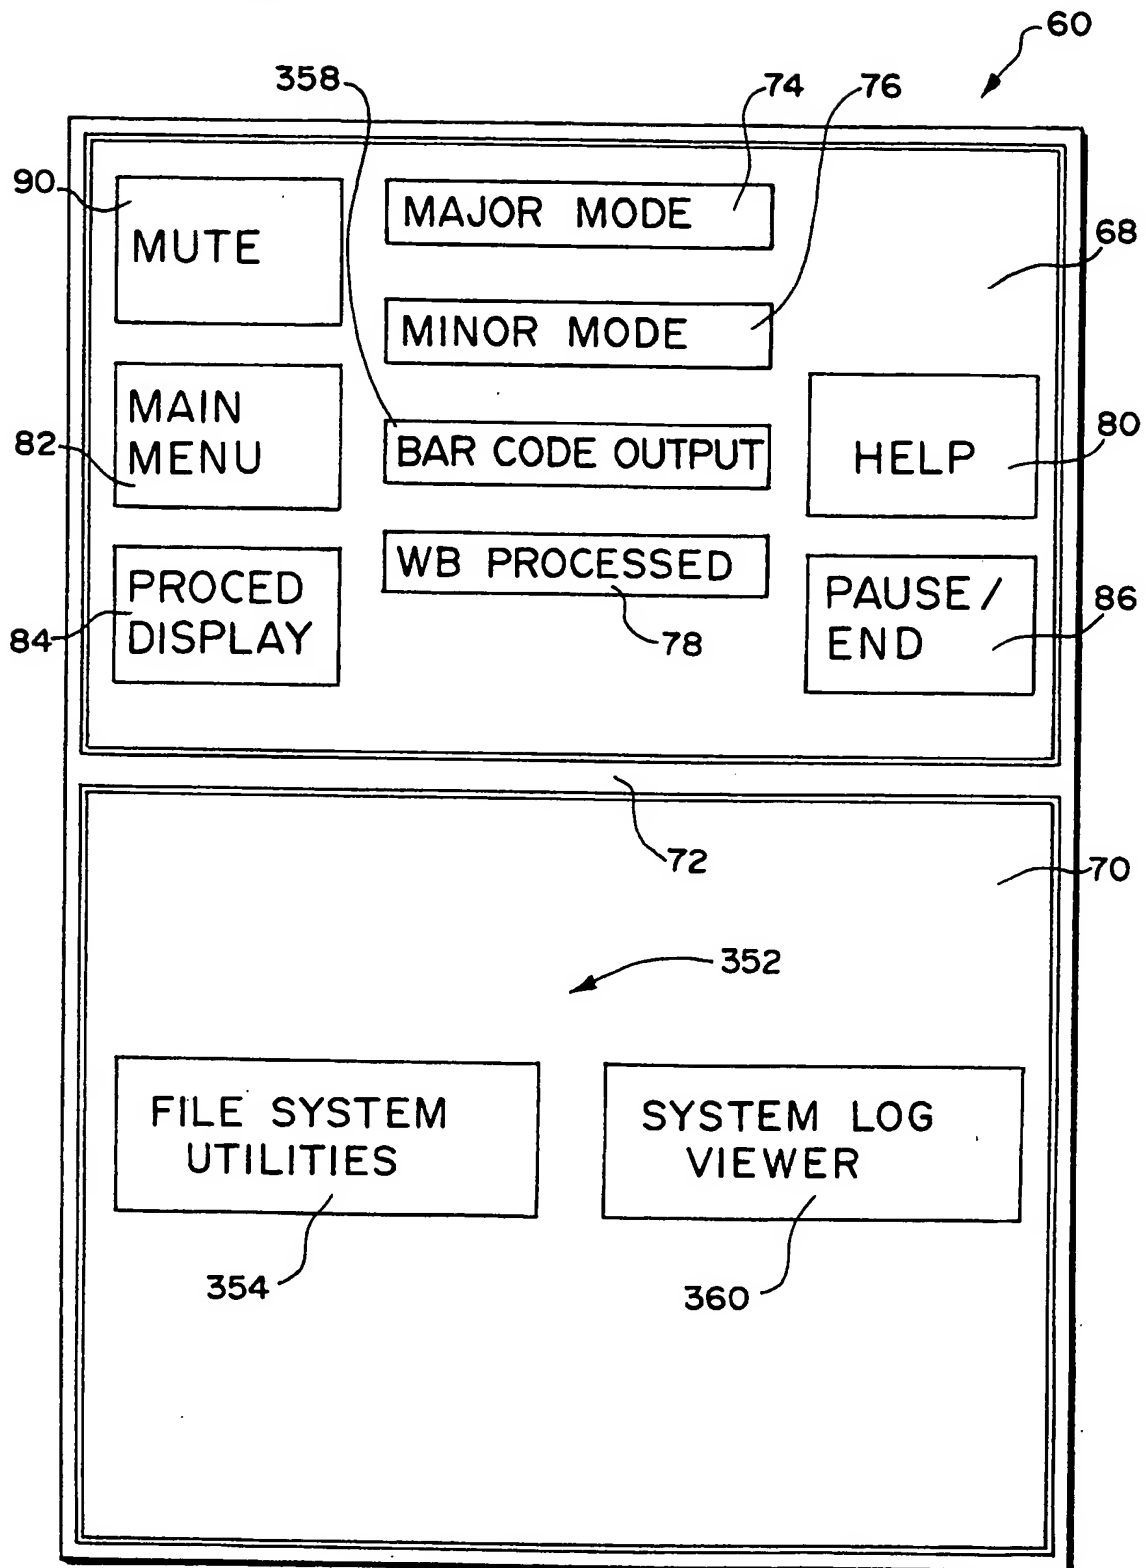 60
358
74
76
90
MUTE
MAJOR MODE
68
MINOR MODE
MAIN
MENU
82
BAR CODE OUTPUT
HELP
80
PROCED
DISPLAY
84
WB PROCESSED
78
PAUSE/
END
86
72
70
352
FILE SYSTEM
UTILITIES
354
SYSTEM LOG
VIEWER
360